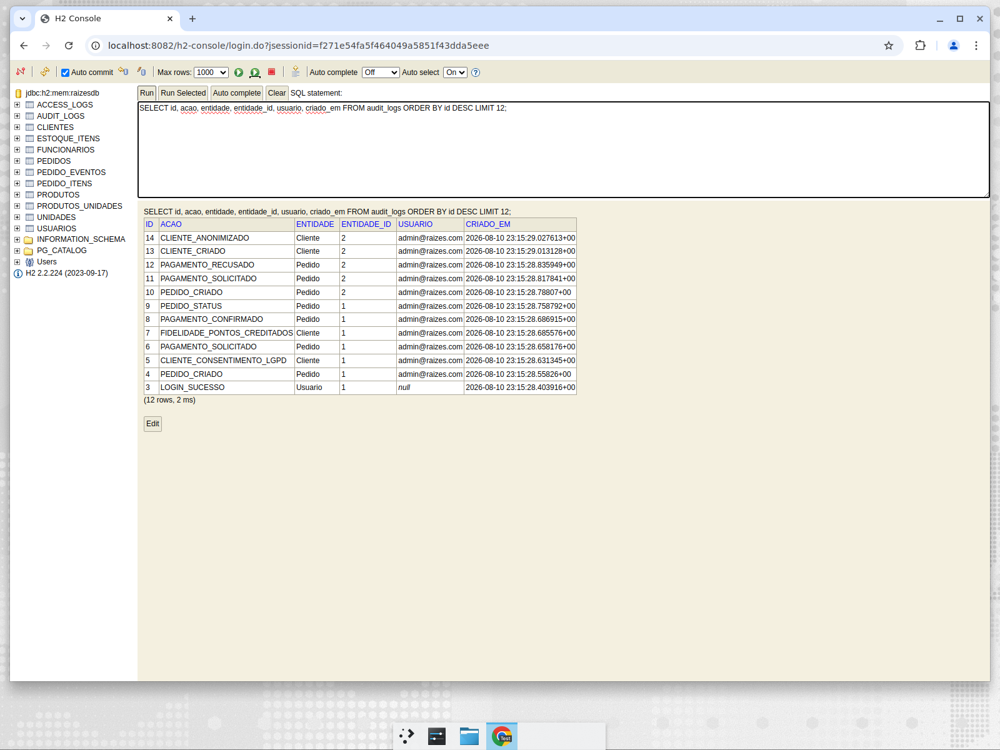 H2 Console
localhost:8082/h2-console/login.do?jsessionid=f271e54fa5f464049a5851f43dda5eee
Auto commit Max rows: 1000 Auto complete Off Auto select On
jdbc:h2:mem:raizesdb
ACCESS_LOGS
AUDIT_LOGS
CLIENTES
ESTOQUE_ITENS
FUNCIONARIOS
PEDIDOS
PEDIDO_EVENTOS
PEDIDO_ITENS
PRODUTOS
PRODUTOS_UNIDADES
UNIDADES
USUARIOS
INFORMATION_SCHEMA
PG_CATALOG
Users
H2 2.2.224 (2023-09-17)
Run Run Selected Auto complete Clear SQL statement:
SELECT id, acao, entidade, entidade_id, usuario, criado_em FROM audit_logs ORDER BY id DESC LIMIT 12;
SELECT id, acao, entidade, entidade_id, usuario, criado_em FROM audit_logs ORDER BY id DESC LIMIT 12;
ID ACAO ENTIDADE ENTIDADE_ID USUARIO CRIADO_EM
14 CLIENTE_ANONIMIZADO Cliente 2 admin@raizes.com 2026-08-10 23:15:29.027613+00
13 CLIENTE_CRIADO Cliente 2 admin@raizes.com 2026-08-10 23:15:29.013128+00
12 PAGAMENTO_RECUSADO Pedido 2 admin@raizes.com 2026-08-10 23:15:28.835949+00
11 PAGAMENTO_SOLICITADO Pedido 2 admin@raizes.com 2026-08-10 23:15:28.817841+00
10 PEDIDO_CRIADO Pedido 2 admin@raizes.com 2026-08-10 23:15:28.78807+00
9 PEDIDO_STATUS Pedido 1 admin@raizes.com 2026-08-10 23:15:28.758792+00
8 PAGAMENTO_CONFIRMADO Pedido 1 admin@raizes.com 2026-08-10 23:15:28.686915+00
7 FIDELIDADE_PONTOS_CREDITADOS Cliente 1 admin@raizes.com 2026-08-10 23:15:28.685576+00
6 PAGAMENTO_SOLICITADO Pedido 1 admin@raizes.com 2026-08-10 23:15:28.658176+00
5 CLIENTE_CONSENTIMENTO_LGPD Cliente 1 admin@raizes.com 2026-08-10 23:15:28.631345+00
4 PEDIDO_CRIADO Pedido 1 admin@raizes.com 2026-08-10 23:15:28.55826+00
3 LOGIN_SUCESSO Usuario 1 null 2026-08-10 23:15:28.403916+00
(12 rows, 2 ms)
Edit
Test